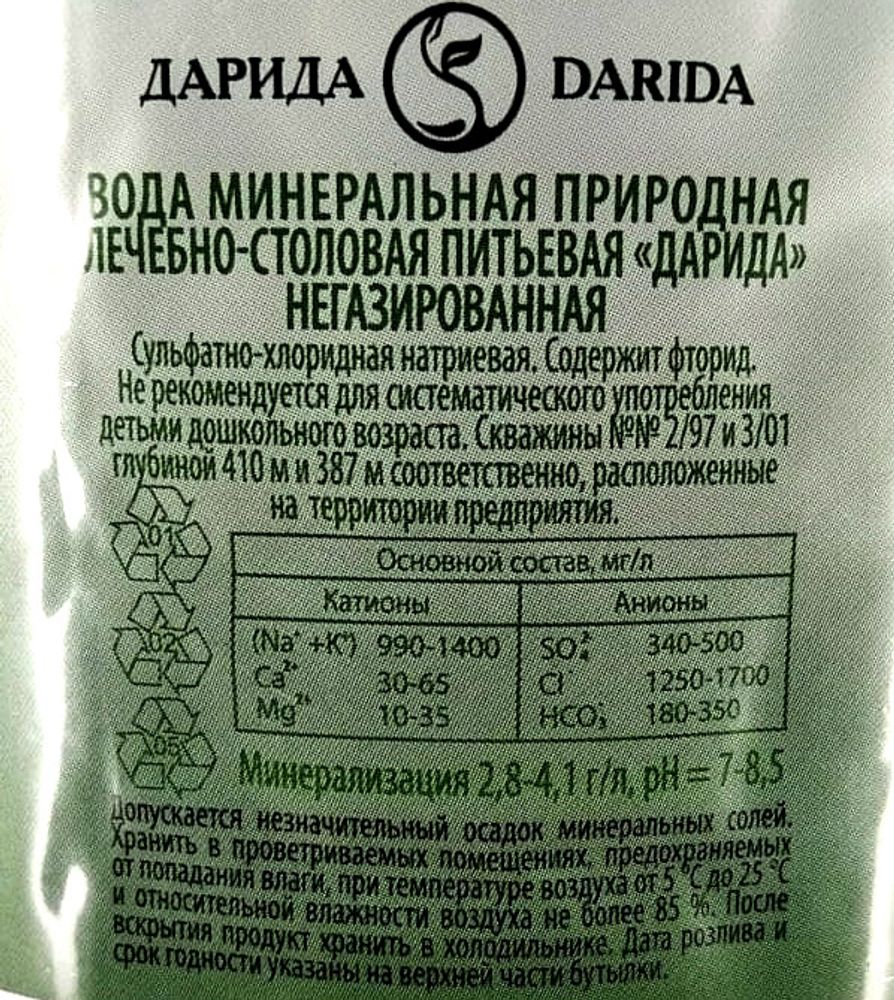 ДАРИДА DARIDA
ВОДА МИНЕРАЛЬНАЯ ПРИРОДНАЯ
ЛЕЧЕБНО-СТОЛОВАЯ ПИТЬЕВАЯ «ДАРИДА»
НЕГАЗИРОВАННАЯ
Сульфатно-хлоридная натриевая. Содержит фторид.
Не рекомендуется для систематического употребления
детьми дошкольного возраста. Скважины №№ 2/97 и 3/01
глубиной 410 м и 387 м соответственно, расположенные
на территории предприятия.
01
02
05
Основной состав, мг/л
Катионы Анионы
(Na⁺+K⁺) 990-1400 SO₄²⁻ 340-500
Ca²⁺ 30-65 Cl⁻ 1250-1700
Mg²⁺ 10-35 HCO₃⁻ 180-350
Минерализация 2,8-4,1 г/л, pH = 7-8,5
Допускается незначительный осадок минеральных солей.
Хранить в проветриваемых помещениях, предохраняемых
от попадания влаги, при температуре воздуха от 5 °С до 25 °С
и относительной влажности воздуха не более 85 %. После
вскрытия продукт хранить в холодильнике. Дата розлива и
срок годности указаны на верхней части бутылки.